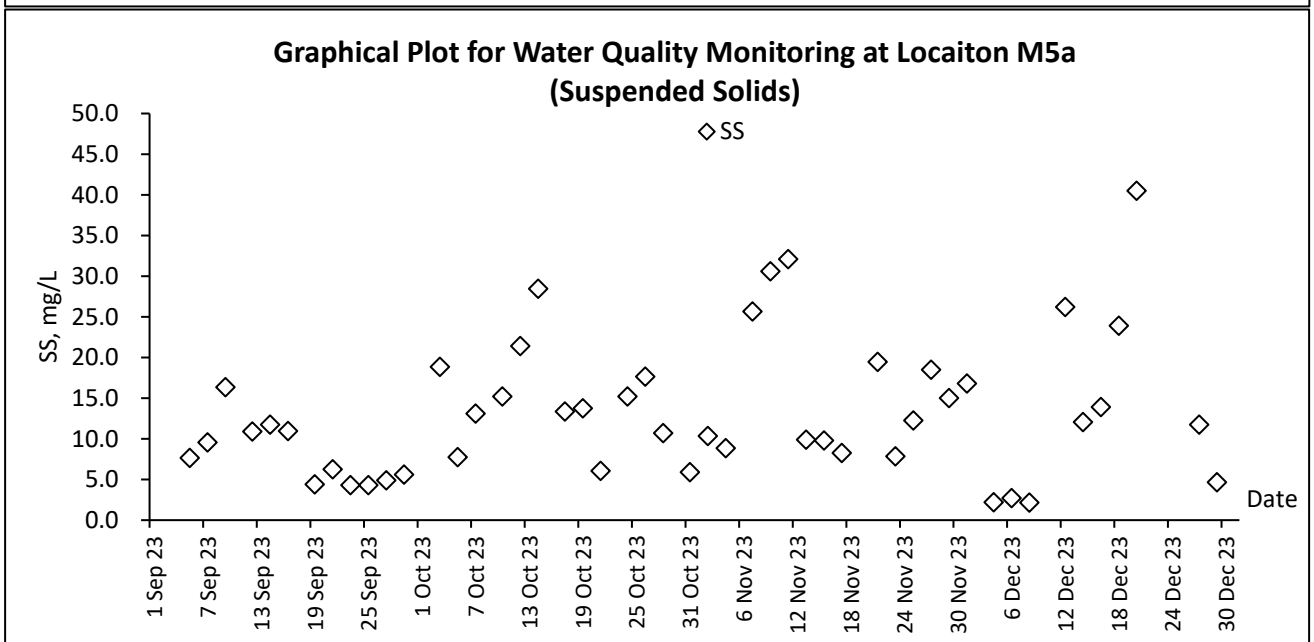 Graphical Plot for Water Quality Monitoring at Locaiton M5a
(Suspended Solids)
SS
SS, mg/L
50.0
45.0
40.0
35.0
30.0
25.0
20.0
15.0
10.0
5.0
0.0
Date
1 Sep 23
7 Sep 23
13 Sep 23
19 Sep 23
25 Sep 23
1 Oct 23
7 Oct 23
13 Oct 23
19 Oct 23
25 Oct 23
31 Oct 23
6 Nov 23
12 Nov 23
18 Nov 23
24 Nov 23
30 Nov 23
6 Dec 23
12 Dec 23
18 Dec 23
24 Dec 23
30 Dec 23